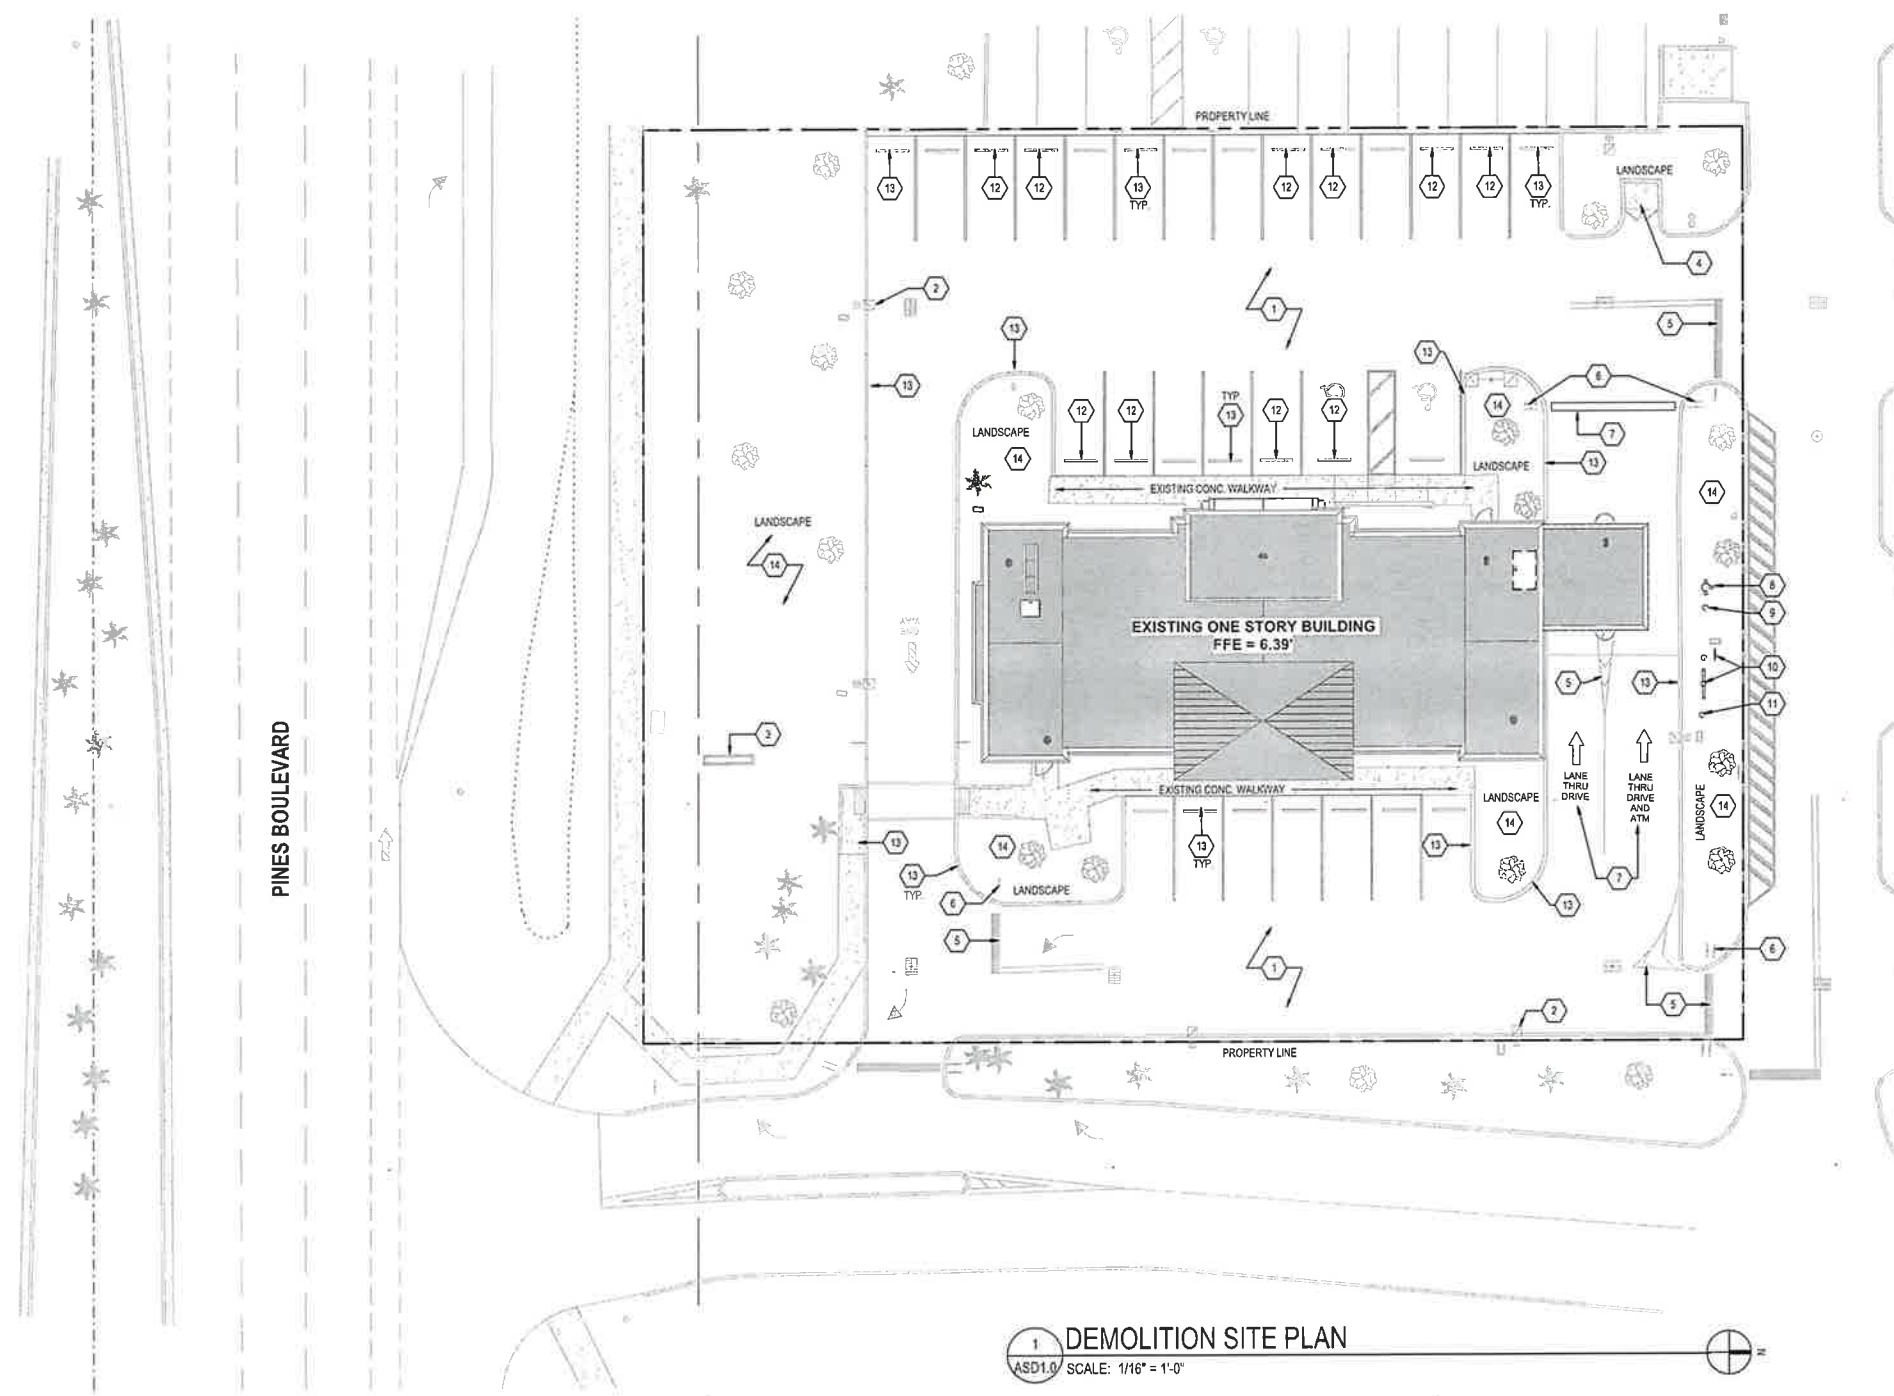 PROPERTY LINE
13
12
12
13
TYP.
12
12
12
12
13
TYP.
LANDSCAPE
4
2
1
5
13
13
13
6
12
12
TYP
13
12
12
14
7
LANDSCAPE
14
LANDSCAPE
13
14
EXISTING CONC. WALKWAY
LANDSCAPE
14
8
9
EXISTING ONE STORY BUILDING
FFE = 6.39'
10
5
13
11
3
PINES BOULEVARD
LANE
THRU
DRIVE
LANE
THRU
DRIVE
AND
ATM
EXISTING CONC. WALKWAY
LANDSCAPE
14
LANDSCAPE
14
13
14
13
TYP
13
13
TYP.
LANDSCAPE
6
7
13
5
1
6
5
2
PROPERTY LINE
1
ASD1.0
DEMOLITION SITE PLAN
SCALE: 1/16" = 1'-0"
N